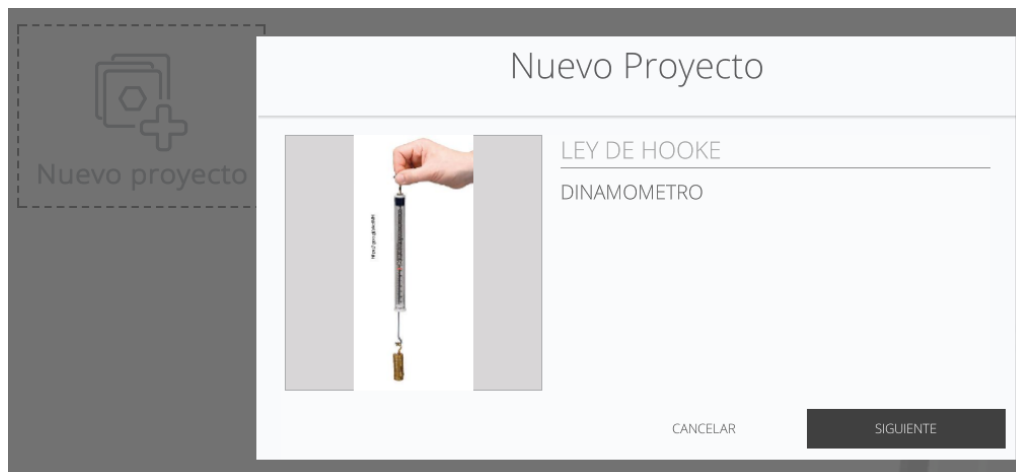 Nuevo Proyecto
Nuevo proyecto
LEY DE HOOKE
DINAMOMETRO
CANCELAR
SIGUIENTE